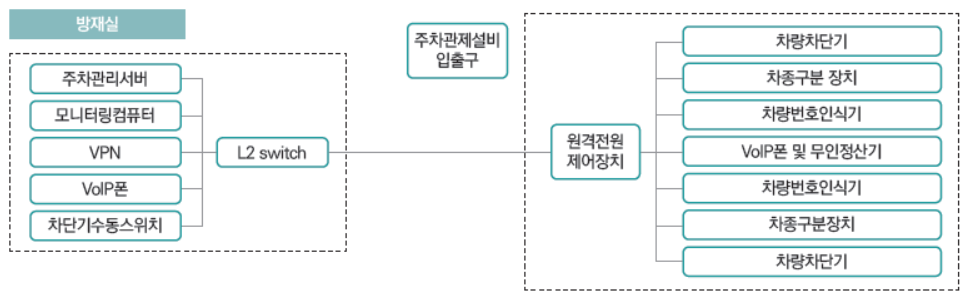 방재실
주차관리서버
모니터링컴퓨터
VPN
VoIP폰
차단기수동스위치
L2 switch
주차관제설비
입출구
원격전원
제어장치
차량차단기
차종구분 장치
차량번호인식기
VoIP폰 및 무인정산기
차량번호인식기
차종구분장치
차량차단기